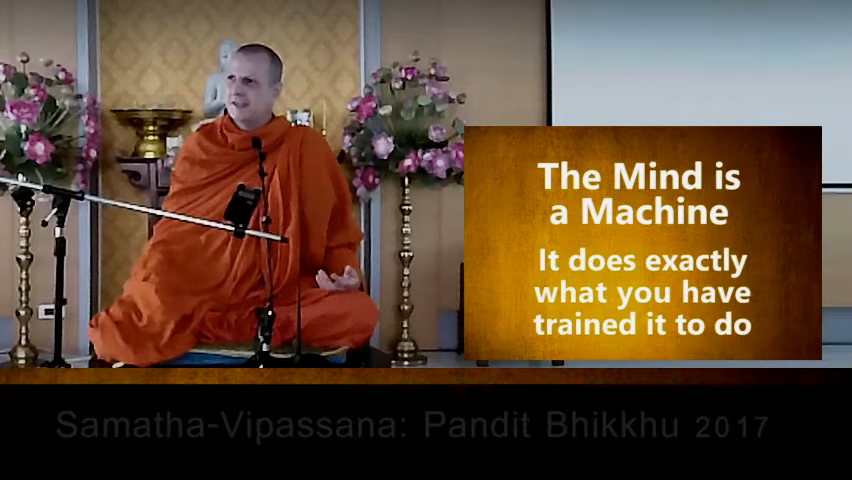 The Mind is
a Machine
It does exactly
what you have
trained it to do
Samatha-Vipassana: Pandit Bhikkhu 2017